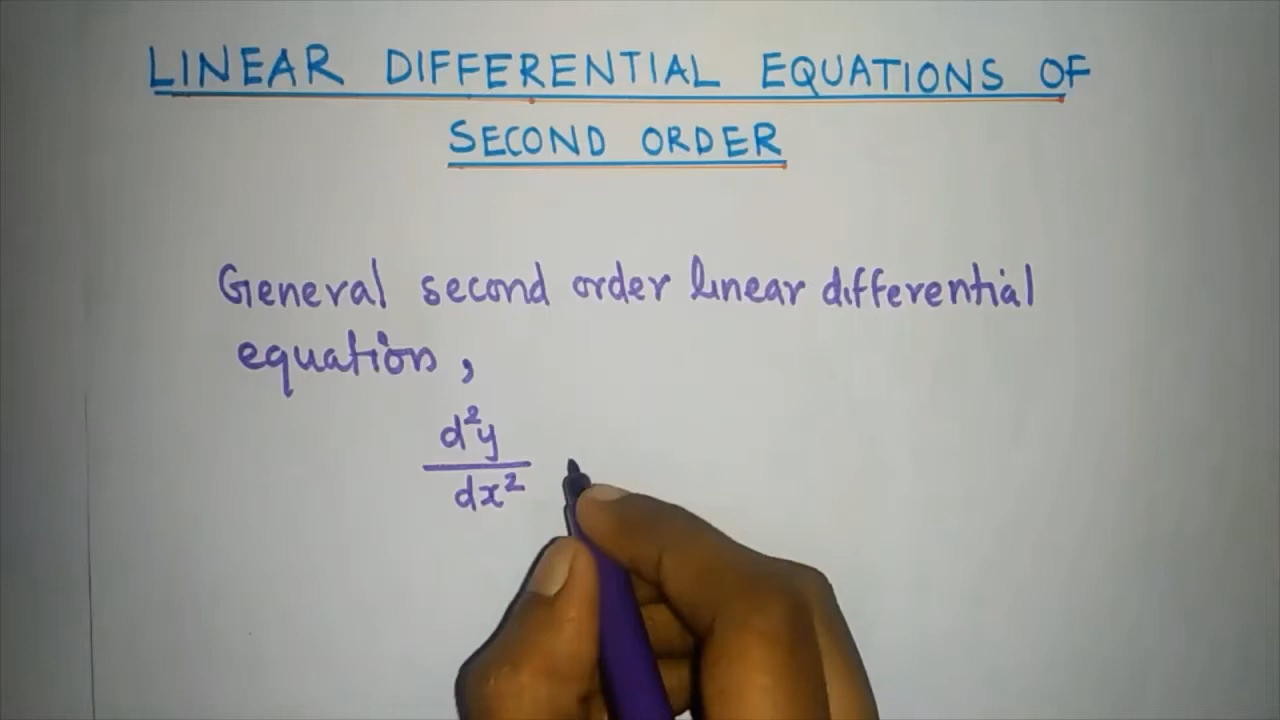 LINEAR DIFFERENTIAL EQUATIONS OF
SECOND ORDER
General second order linear differential
equation,
d²y
dx²